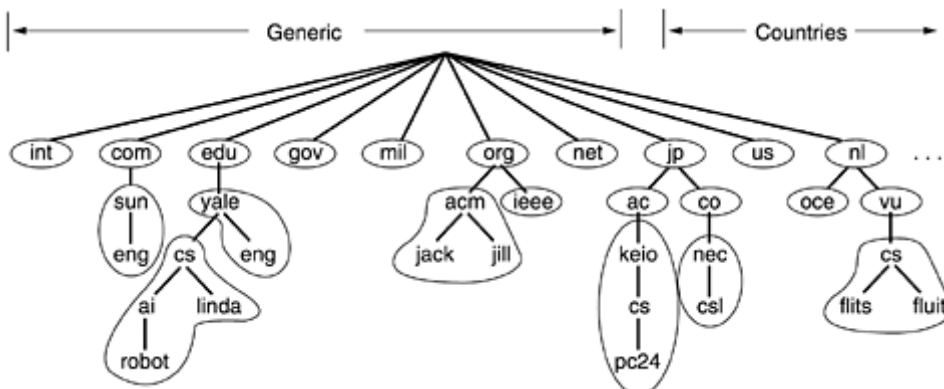 Generic Countries
int com edu gov mil org net jp us nl ...
sun yale acm ieee ac co oce vu
eng cs eng jack jill keio nec cs
ai linda cs csl flits fluit
robot pc24